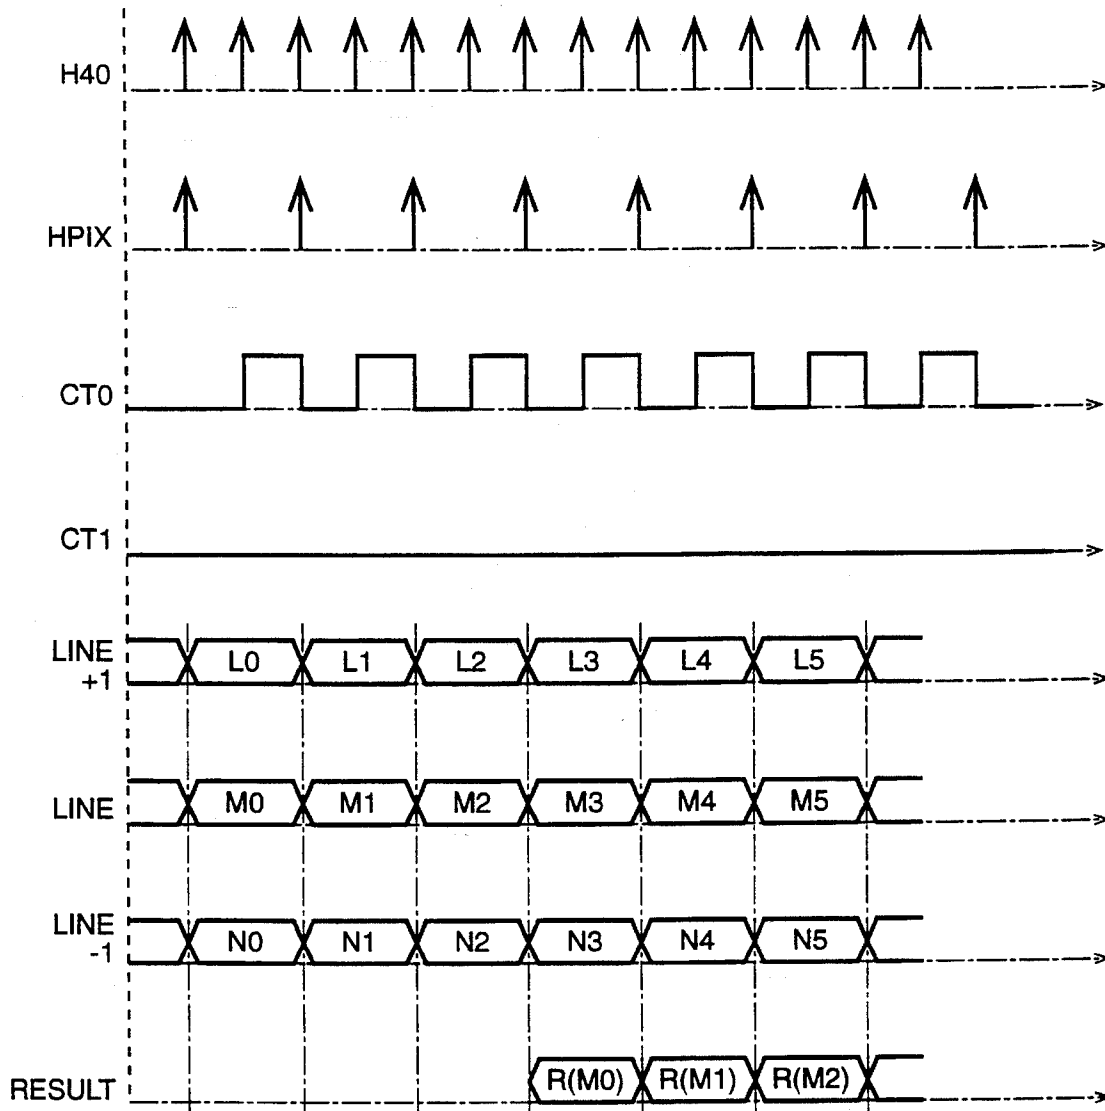 H40
HPIX
CT0
CT1
LINE
+1
L0 L1 L2 L3 L4 L5
LINE
M0 M1 M2 M3 M4 M5
LINE
-1
N0 N1 N2 N3 N4 N5
RESULT
R(M0) R(M1) R(M2)